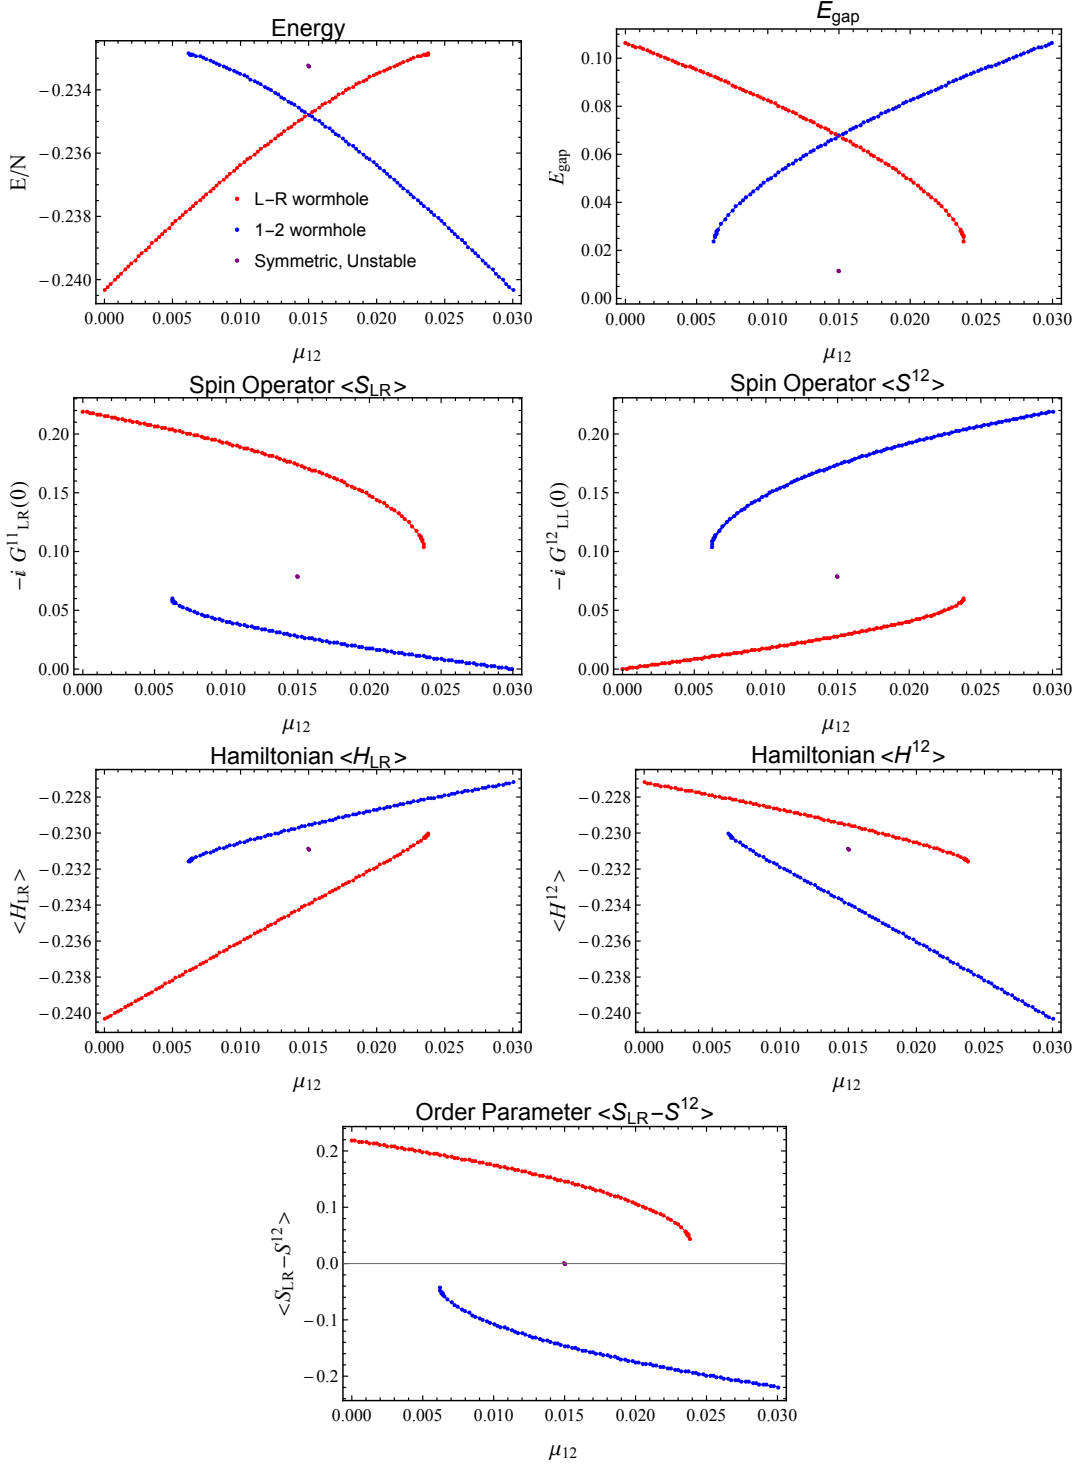 Energy
−0.234
−0.236
−0.238
−0.240
E/N
L−R wormhole
1−2 wormhole
Symmetric, Unstable
0.000 0.005 0.010 0.015 0.020 0.025 0.030
μ12
Egap
0.10
0.08
0.06
0.04
0.02
0.00
Egap
0.000 0.005 0.010 0.015 0.020 0.025 0.030
μ12
Spin Operator <SLR>
0.20
0.15
0.10
0.05
0.00
−i G11LR(0)
0.000 0.005 0.010 0.015 0.020 0.025 0.030
μ12
Spin Operator <S12>
0.20
0.15
0.10
0.05
0.00
−i G12LL(0)
0.000 0.005 0.010 0.015 0.020 0.025 0.030
μ12
Hamiltonian <HLR>
−0.228
−0.230
−0.232
−0.234
−0.236
−0.238
−0.240
<HLR>
0.000 0.005 0.010 0.015 0.020 0.025 0.030
μ12
Hamiltonian <H12>
−0.228
−0.230
−0.232
−0.234
−0.236
−0.238
−0.240
<H12>
0.000 0.005 0.010 0.015 0.020 0.025 0.030
μ12
Order Parameter <SLR−S12>
0.2
0.1
0.0
−0.1
−0.2
<SLR−S12>
0.000 0.005 0.010 0.015 0.020 0.025 0.030
μ12